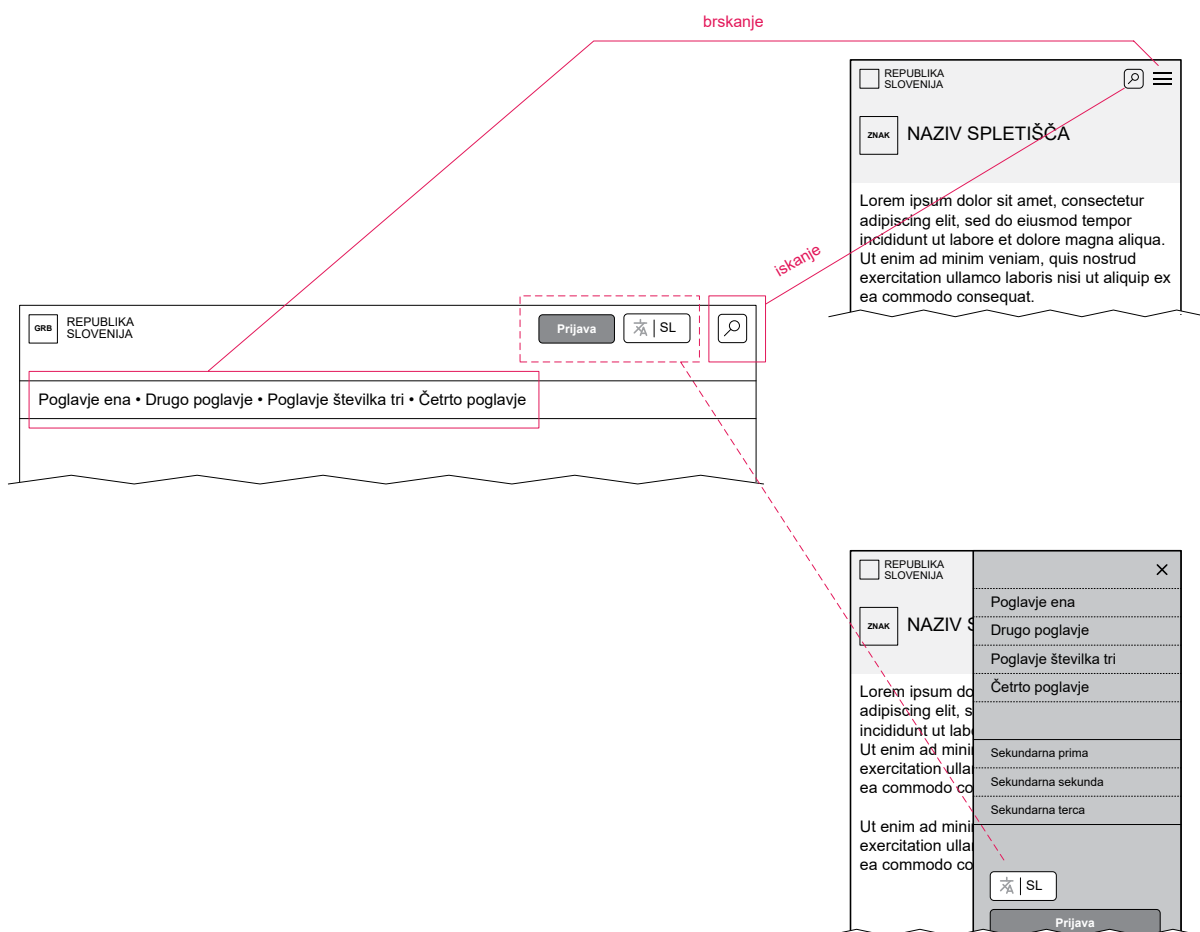 brskanje
REPUBLIKA
SLOVENIJA
ZNAK
NAZIV SPLETIŠČA
Lorem ipsum dolor sit amet, consectetur
adipiscing elit, sed do eiusmod tempor
incididunt ut labore et dolore magna aliqua.
Ut enim ad minim veniam, quis nostrud
exercitation ullamco laboris nisi ut aliquip ex
ea commodo consequat.
iskanje
GRB
REPUBLIKA
SLOVENIJA
Prijava
SL
Poglavje ena • Drugo poglavje • Poglavje številka tri • Četrto poglavje
REPUBLIKA
SLOVENIJA
ZNAK
NAZIV S
Lorem ipsum do
adipiscing elit, s
incididunt ut lab
Ut enim ad mini
exercitation ulla
ea commodo co
Ut enim ad mini
exercitation ulla
ea commodo co
Poglavje ena
Drugo poglavje
Poglavje številka tri
Četrto poglavje
Sekundarna prima
Sekundarna sekunda
Sekundarna terca
SL
Prijava